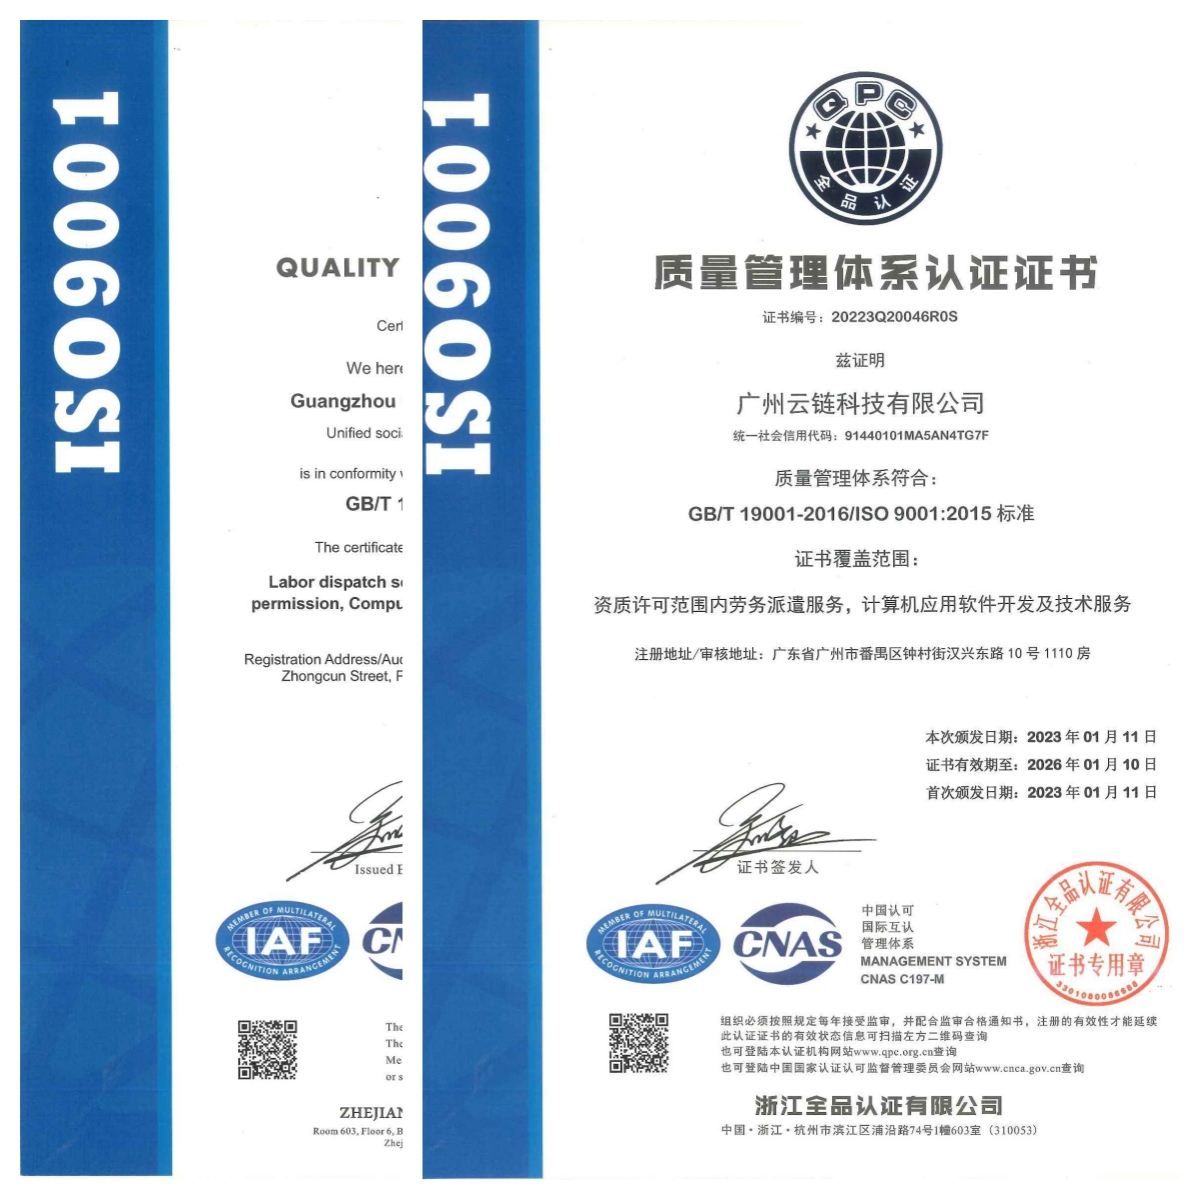 ISO9001
QUALITY
Cert
We here
Guangzhou
Unified soci
is in conformity
GB/T 1
The certificate
Labor dispatch
permission, Compu
Registration Address/Au
Zhongcun Street,
Issued
MEMBER OF MULTILATERAL
IAF
RECOGNITION ARRANGEMENT
The
The
Me
or s
ZHEJIAN
Room 603, Floor 6, B
Zhej
ISO9001
QPC
全品认证
质量管理体系认证证书
证书编号：20223Q20046R0S
兹证明
广州云链科技有限公司
统一社会信用代码：91440101MA5AN4TG7F
质量管理体系符合：
GB/T 19001-2016/ISO 9001:2015 标准
证书覆盖范围：
资质许可范围内劳务派遣服务，计算机应用软件开发及技术服务
注册地址/审核地址：广东省广州市番禺区钟村街汉兴东路 10 号 1110 房
本次颁发日期：2023 年 01 月 11 日
证书有效期至：2026 年 01 月 10 日
首次颁发日期：2023 年 01 月 11 日
证书签发人
MEMBER OF MULTILATERAL
IAF
RECOGNITION ARRANGEMENT
CNAS
中国认可
国际互认
管理体系
MANAGEMENT SYSTEM
CNAS C197-M
浙江全品认证有限公司
证书专用章
组织必须按照规定每年接受监审，并配合监审合格通知书，注册的有效性才能延续
此认证证书的有效状态信息可扫描左方二维码查询
也可登陆本认证机构网站www.qpc.org.cn查询
也可登陆中国国家认证认可监督管理委员会网站www.cnca.gov.cn查询
浙江全品认证有限公司
中国·浙江·杭州市滨江区浦沿路74号1幢603室（310053）